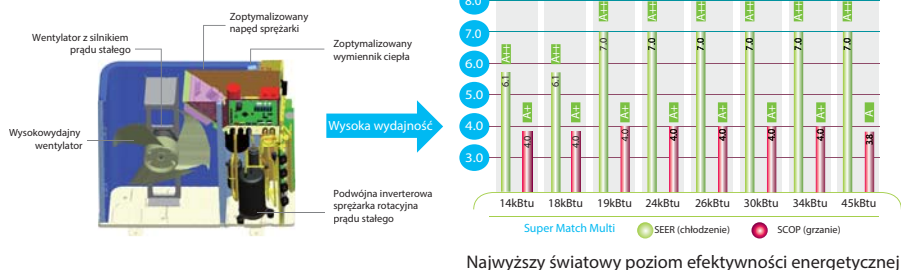 Zoptymalizowany
napęd sprężarki
Wentylator z silnikiem
prądu stałego
Zoptymalizowany
wymiennik ciepła
Wysokowydajny
wentylator
Podwójna inwerterowa
sprężarka rotacyjna
prądu stałego
Wysoka wydajność
8.0
7.0
6.0
5.0
4.0
3.0
A++ A++ A++ A++ A++ A++ A++ A++
6.1 6.1 7.0 7.0 7.0 7.0 7.0 7.0
A+ A+ A+ A+ A+ A+ A+ A
4.0 4.0 4.0 4.0 4.0 4.0 4.0 3.8
14kBtu 18kBtu 19kBtu 24kBtu 26kBtu 30kBtu 34kBtu 45kBtu
Super Match Multi SEER (chłodzenie) SCOP (grzanie)
Najwyższy światowy poziom efektywności energetycznej